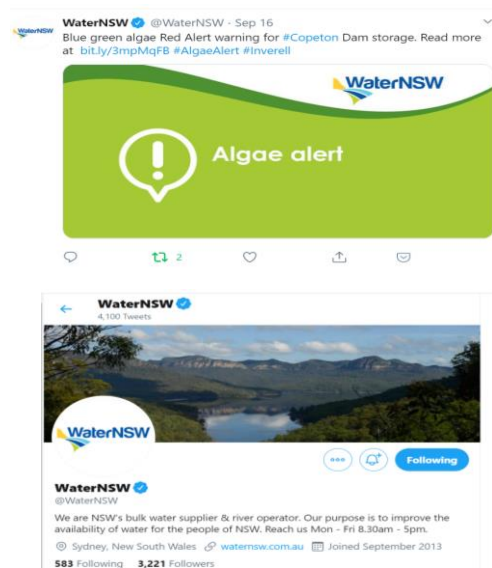 WaterNSW @WaterNSW · Sep 16
WaterNSW
Blue green algae Red Alert warning for #Copeton Dam storage. Read more
at bit.ly/3mpMqFB #AlgaeAlert #Inverell
WaterNSW
Algae alert
2
WaterNSW
4,100 Tweets
WaterNSW
Following
WaterNSW
@WaterNSW
We are NSW's bulk water supplier & river operator. Our purpose is to improve the
availability of water for the people of NSW. Reach us Mon - Fri 8.30am - 5pm.
Sydney, New South Wales waternsw.com.au Joined September 2013
583 Following 3,221 Followers